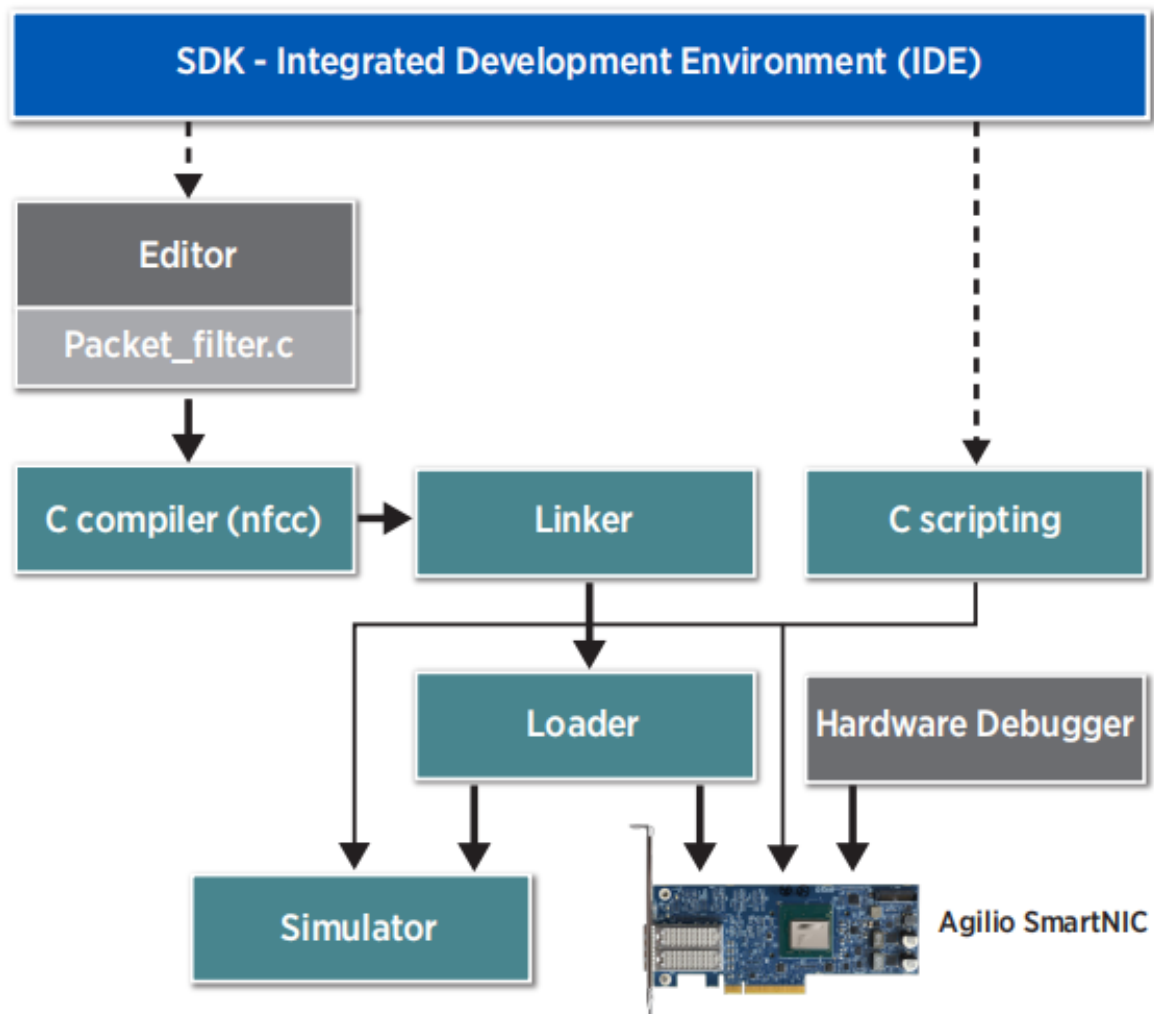 SDK - Integrated Development Environment (IDE)
Editor
Packet_filter.c
C compiler (nfcc)
Linker
C scripting
Loader
Hardware Debugger
Simulator
Agilio SmartNIC